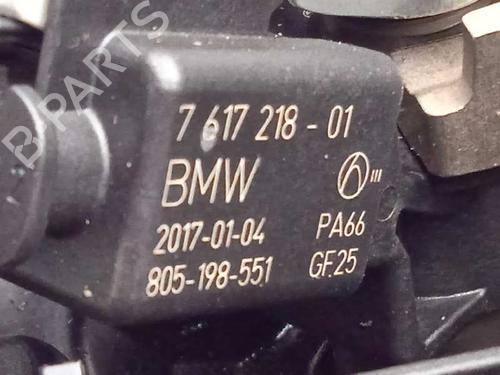 B-PARTS
7 617 218 - 01
BMW
2017-01-04 PA66
805-198-551 GF25